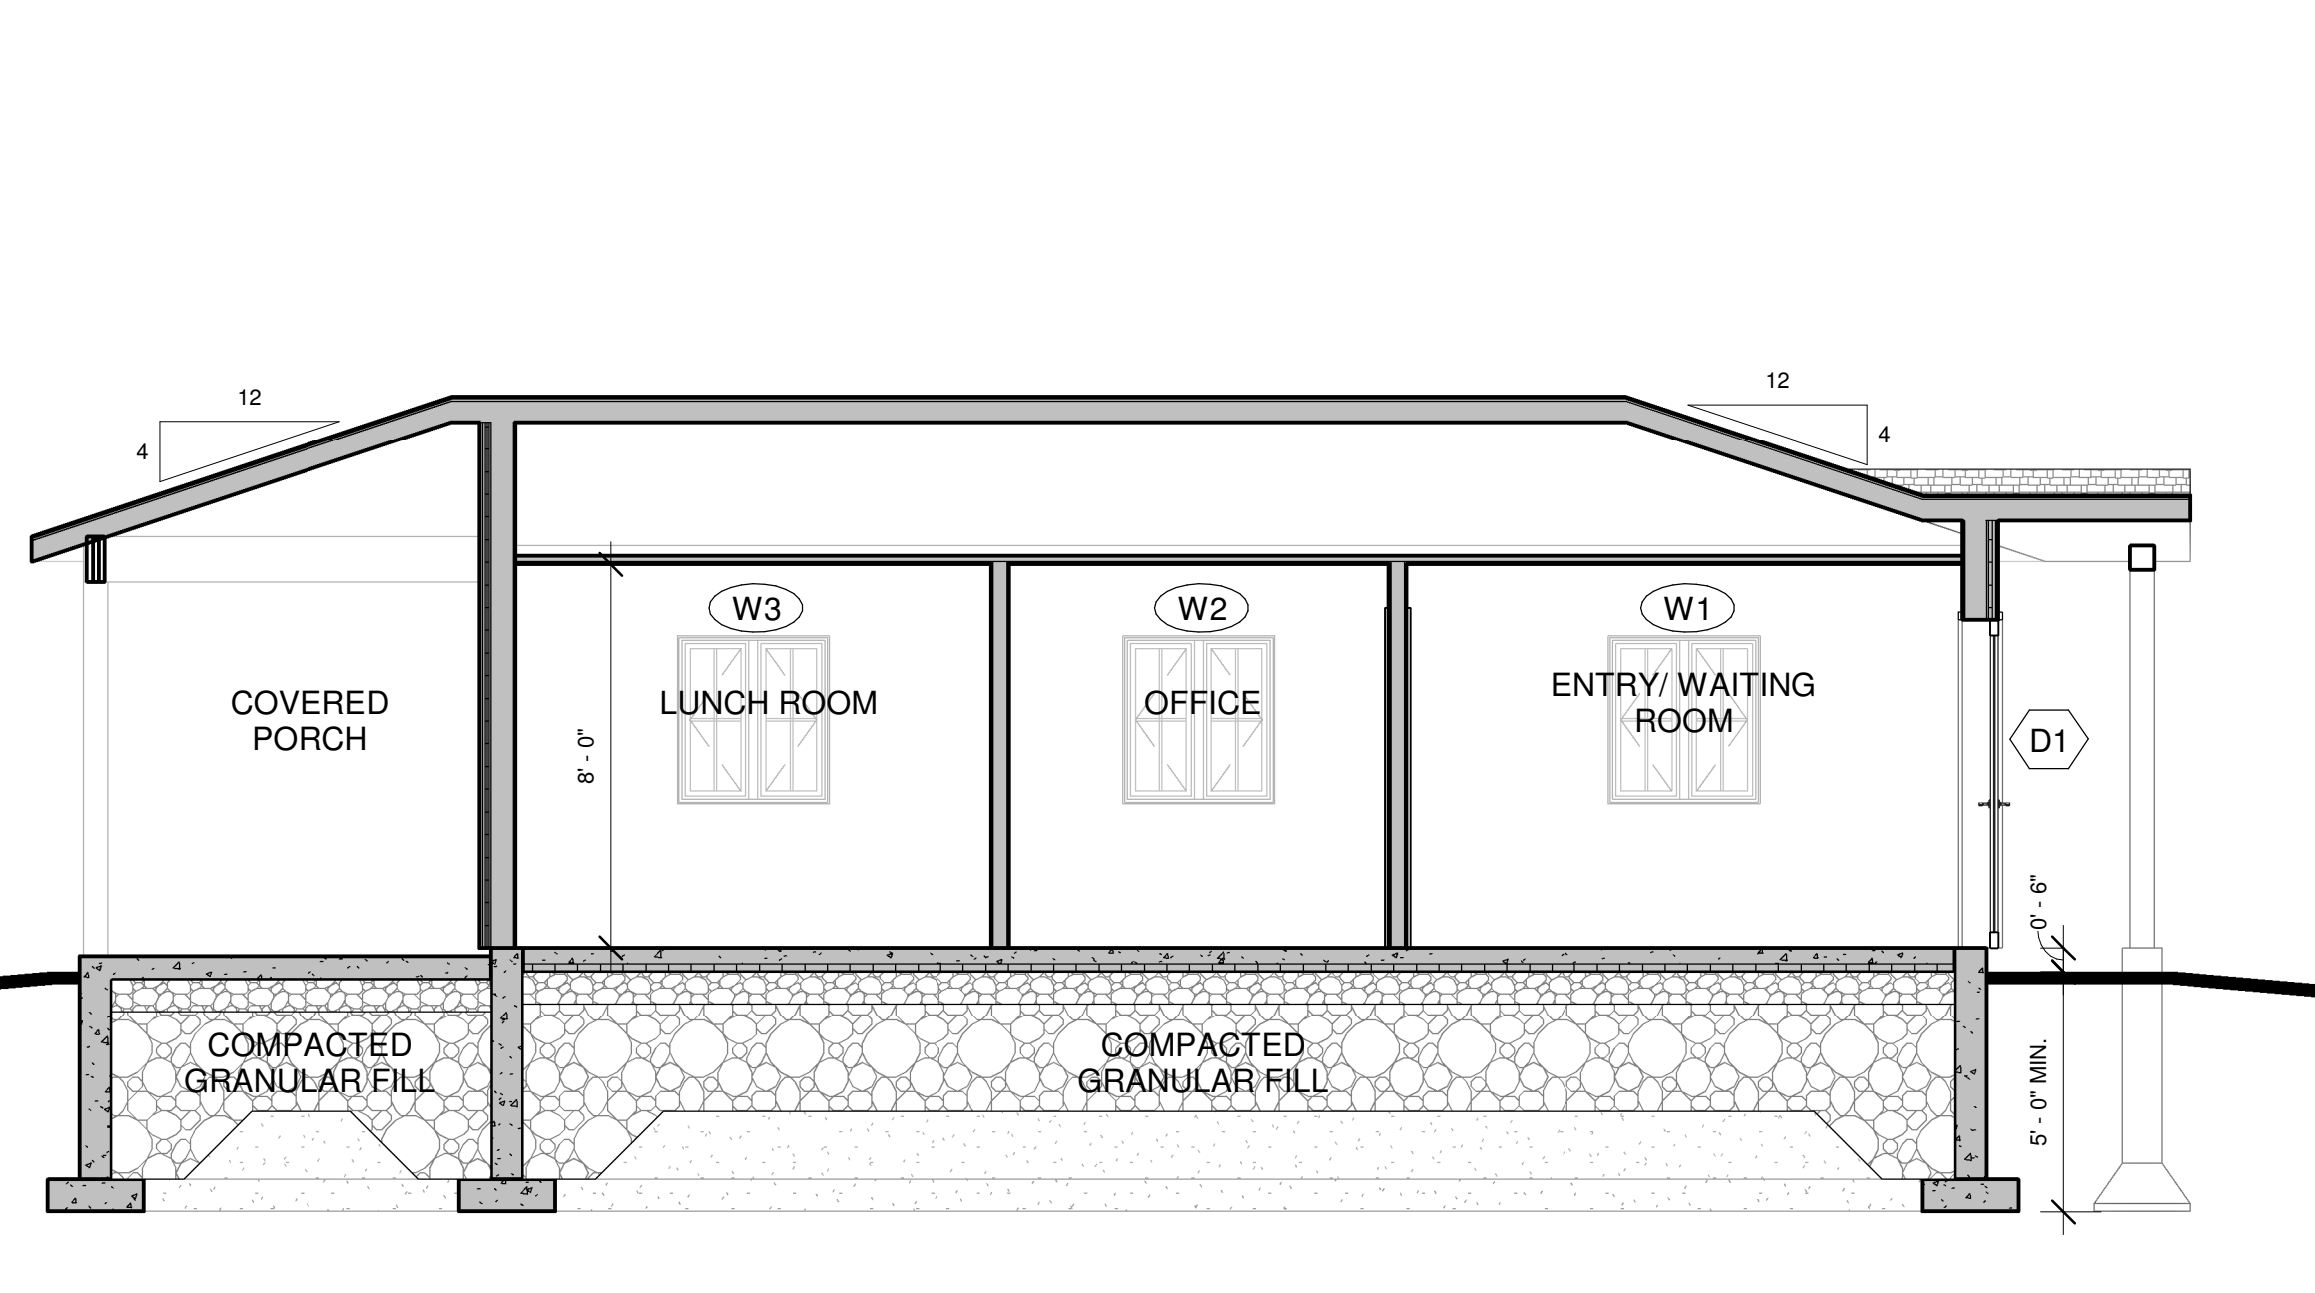 12
4
12
4
W3
W2
W1
COVERED
PORCH
LUNCH ROOM
OFFICE
ENTRY/ WAITING
ROOM
8' - 0"
D1
0' - 6"
COMPACTED
GRANULAR FILL
COMPACTED
GRANULAR FILL
5' - 0" MIN.